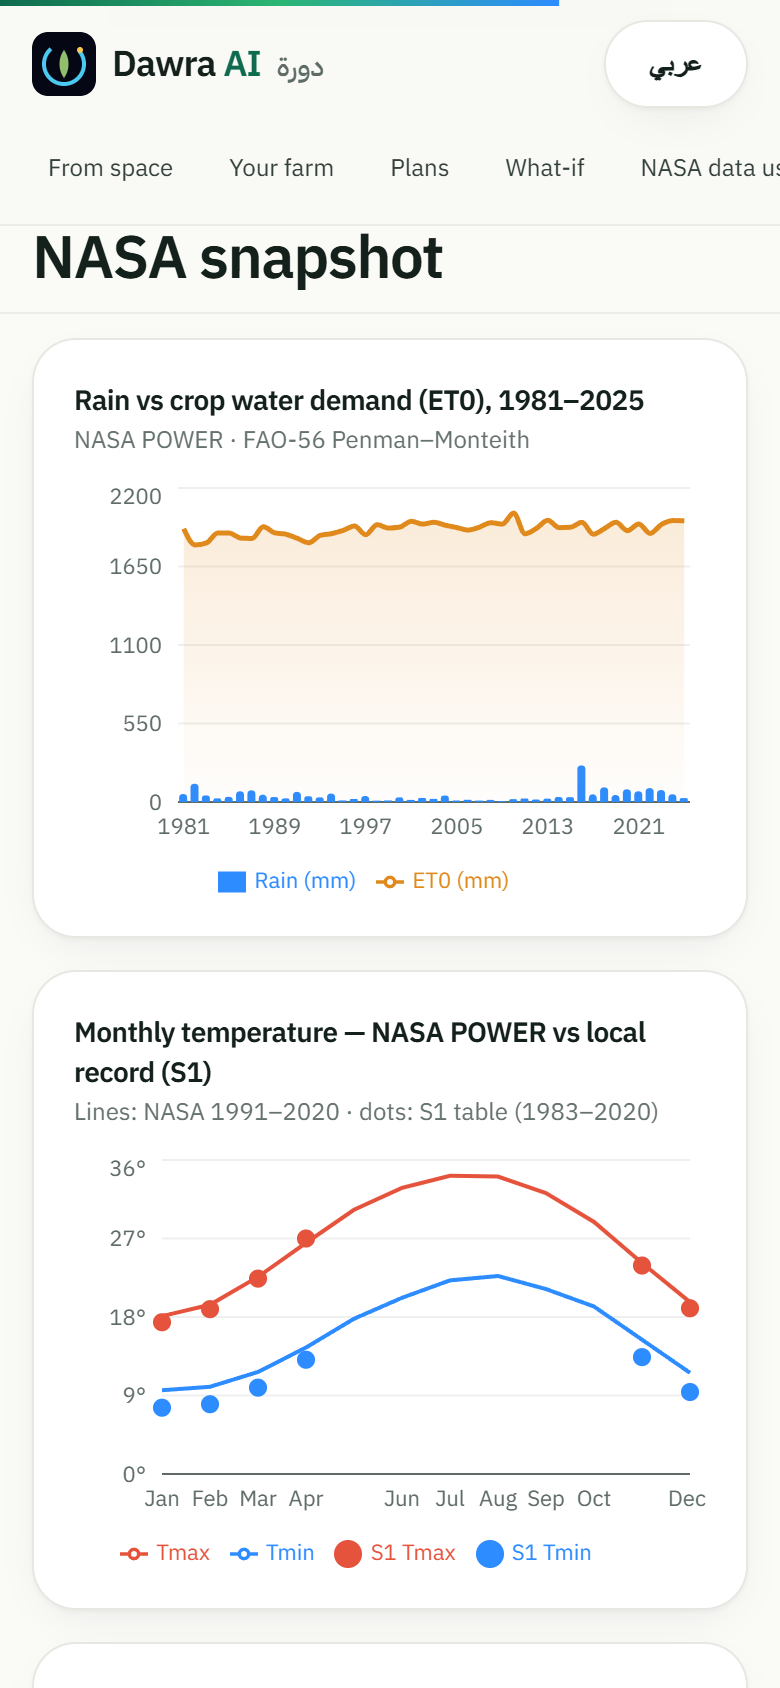 Dawra AI دورة
عربي
From space Your farm Plans What-if NASA data us
NASA snapshot
Rain vs crop water demand (ET0), 1981–2025
NASA POWER · FAO-56 Penman–Monteith
2200
1650
1100
550
0
1981 1989 1997 2005 2013 2021
Rain (mm) ET0 (mm)
Monthly temperature — NASA POWER vs local
record (S1)
Lines: NASA 1991–2020 · dots: S1 table (1983–2020)
36°
27°
18°
9°
0°
Jan Feb Mar Apr Jun Jul Aug Sep Oct Dec
Tmax Tmin S1 Tmax S1 Tmin